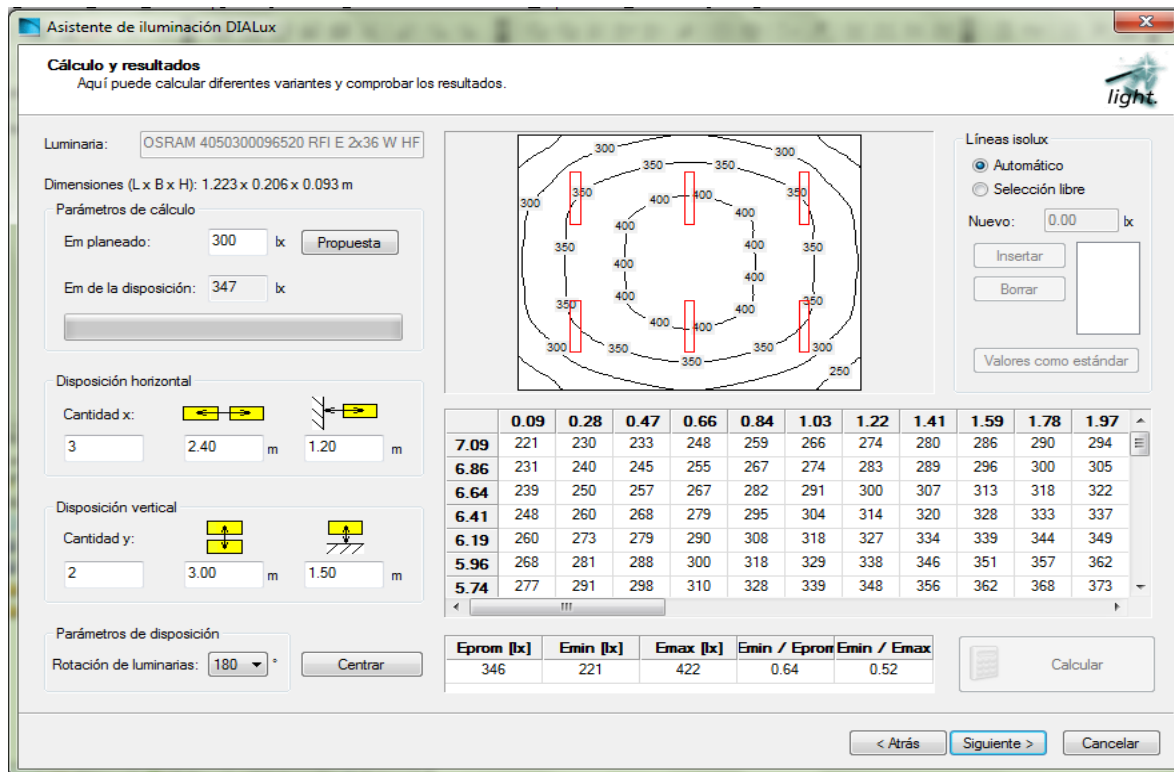 Asistente de iluminación DIALux
Cálculo y resultados
Aquí puede calcular diferentes variantes y comprobar los resultados.
light.
Luminaria: OSRAM 4050300096520 RFI E 2x36 W HF
Dimensiones (L x B x H): 1.223 x 0.206 x 0.093 m
Parámetros de cálculo
Em planeado: 300 lx Propuesta
Em de la disposición: 347 lx
Disposición horizontal
Cantidad x:
3 2.40 m 1.20 m
Disposición vertical
Cantidad y:
2 3.00 m 1.50 m
Parámetros de disposición
Rotación de luminarias: 180 ° Centrar
300 300
350 350
300 350 400 400 350
400 400
350 400 400 350
400 400
400 400
350 400 400 350
300 350 350 350 300
250
Líneas isolux
Automático
Selección libre
Nuevo: 0.00 lx
Insertar
Borrar
Valores como estándar
0.09 0.28 0.47 0.66 0.84 1.03 1.22 1.41 1.59 1.78 1.97
7.09 221 230 233 248 259 266 274 280 286 290 294
6.86 231 240 245 255 267 274 283 289 296 300 305
6.64 239 250 257 267 282 291 300 307 313 318 322
6.41 248 260 268 279 295 304 314 320 328 333 337
6.19 260 273 279 290 308 318 327 334 339 344 349
5.96 268 281 288 300 318 329 338 346 351 357 362
5.74 277 291 298 310 328 339 348 356 362 368 373
Eprom [lx] Emin [lx] Emax [lx] Emin / Eprom Emin / Emax
346 221 422 0.64 0.52
Calcular
< Atrás Siguiente > Cancelar